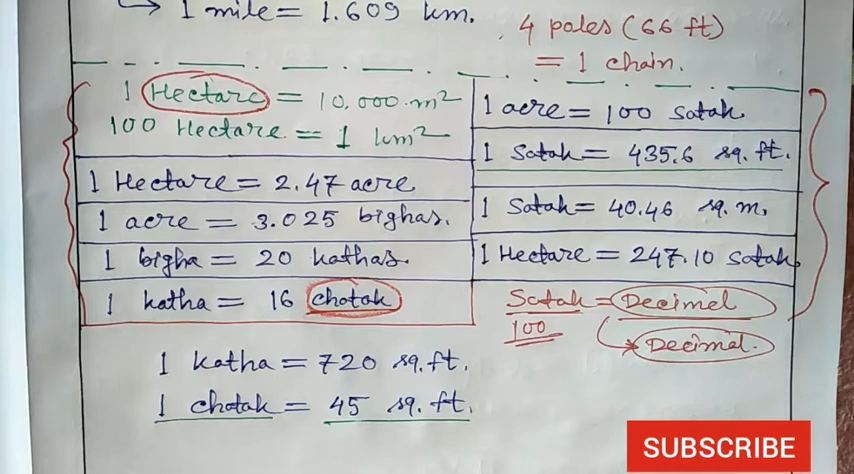 ↳ 1 mile = 1.609 km.
4 poles (66 ft)
= 1 chain.
1 Hectare = 10,000 m²
100 Hectare = 1 km²
1 Hectare = 2.47 acre
1 acre = 3.025 bighas.
1 bigha = 20 kathas.
1 katha = 16 chotak
1 acre = 100 Satak
1 Satak = 435.6 sq. ft.
1 Satak = 40.46 sq. m.
1 Hectare = 247.10 Satak
Satak = Decimel
100
Decimal.
1 katha = 720 sq. ft.
1 chotak = 45 sq. ft.
SUBSCRIBE